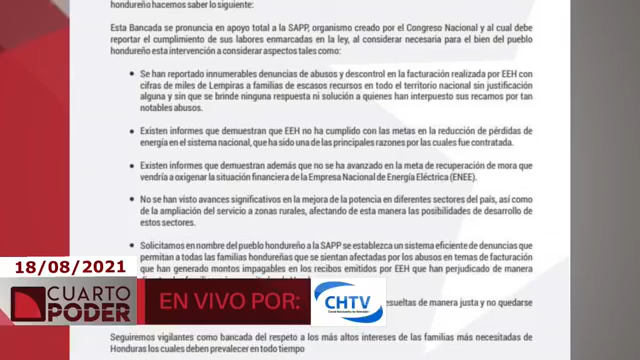 hondureño hacemos saber lo siguiente:
Esta Bancada se pronuncia en apoyo total a la SAPP, organismo creado por el Congreso Nacional y al cual debe
reportar el cumplimiento de sus labores enmarcadas en la ley, al considerar necesaria para el bien del pueblo
hondureño esta intervención a considerar aspectos tales como:
• Se han reportado innumerables denuncias de abusos y descontrol en la facturación realizada por EEH con
cifras de miles de Lempiras a familias de escasos recursos en todo el territorio nacional sin justificación
alguna y sin que se brinde ninguna respuesta ni solución a quienes han interpuesto sus recamos por tan
notables abusos.
• Existen informes que demuestran que EEH no ha cumplido con las metas en la reducción de pérdidas de
energía en el sistema nacional, que ha sido una de las principales razones por las cuales fue contratada.
• Existen informes que demuestran además que no se ha avanzado en la meta de recuperación de mora que
vendría a oxigenar la situación financiera de la Empresa Nacional de Energía Eléctrica (ENEE).
• No se han visto avances significativos en la mejora de la potencia en diferentes sectores del país, así como
de la ampliación del servicio a zonas rurales, afectando de esta manera las posibilidades de desarrollo de
estos sectores.
• Solicitamos en nombre del pueblo hondureño a la SAPP se establezca un sistema eficiente de denuncias que
permitan a todas las familias hondureñas que se sientan afectadas por los abusos en temas de facturación
que han generado montos impagables en los recibos emitidos por EEH que han perjudicado de manera
esueltas de manera justa y no quedarse
Seguiremos vigilantes como bancada del respeto a los más altos intereses de las familias más necesitadas de
Honduras los cuales deben prevalecer en todo tiempo
18/08/2021
CUARTO
PODER
EN VIVO POR:
CHTV